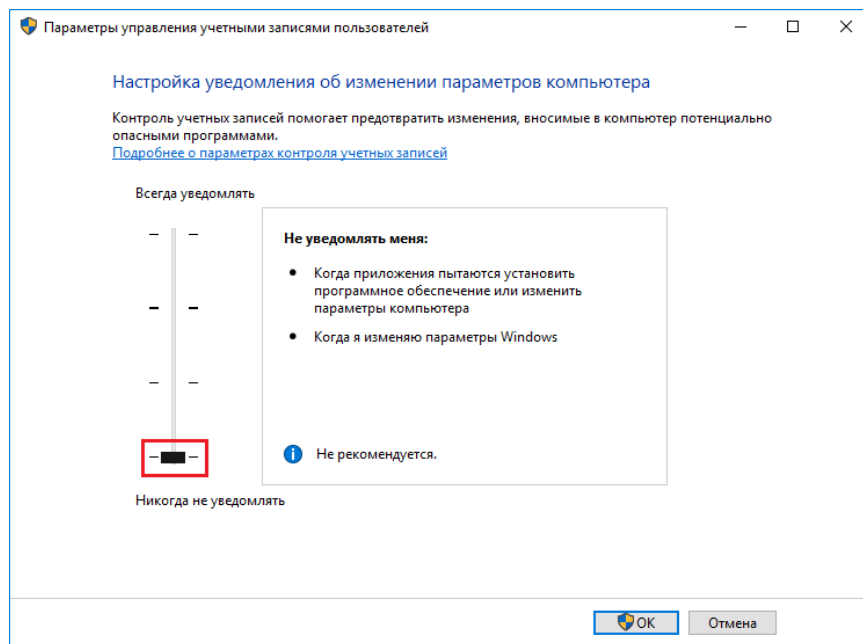 Параметры управления учетными записями пользователей
Настройка уведомления об изменении параметров компьютера
Контроль учетных записей помогает предотвратить изменения, вносимые в компьютер потенциально
опасными программами.
Подробнее о параметрах контроля учетных записей
Всегда уведомлять
Не уведомлять меня:
• Когда приложения пытаются установить
программное обеспечение или изменить
параметры компьютера
• Когда я изменяю параметры Windows
Не рекомендуется.
Никогда не уведомлять
ОК
Отмена